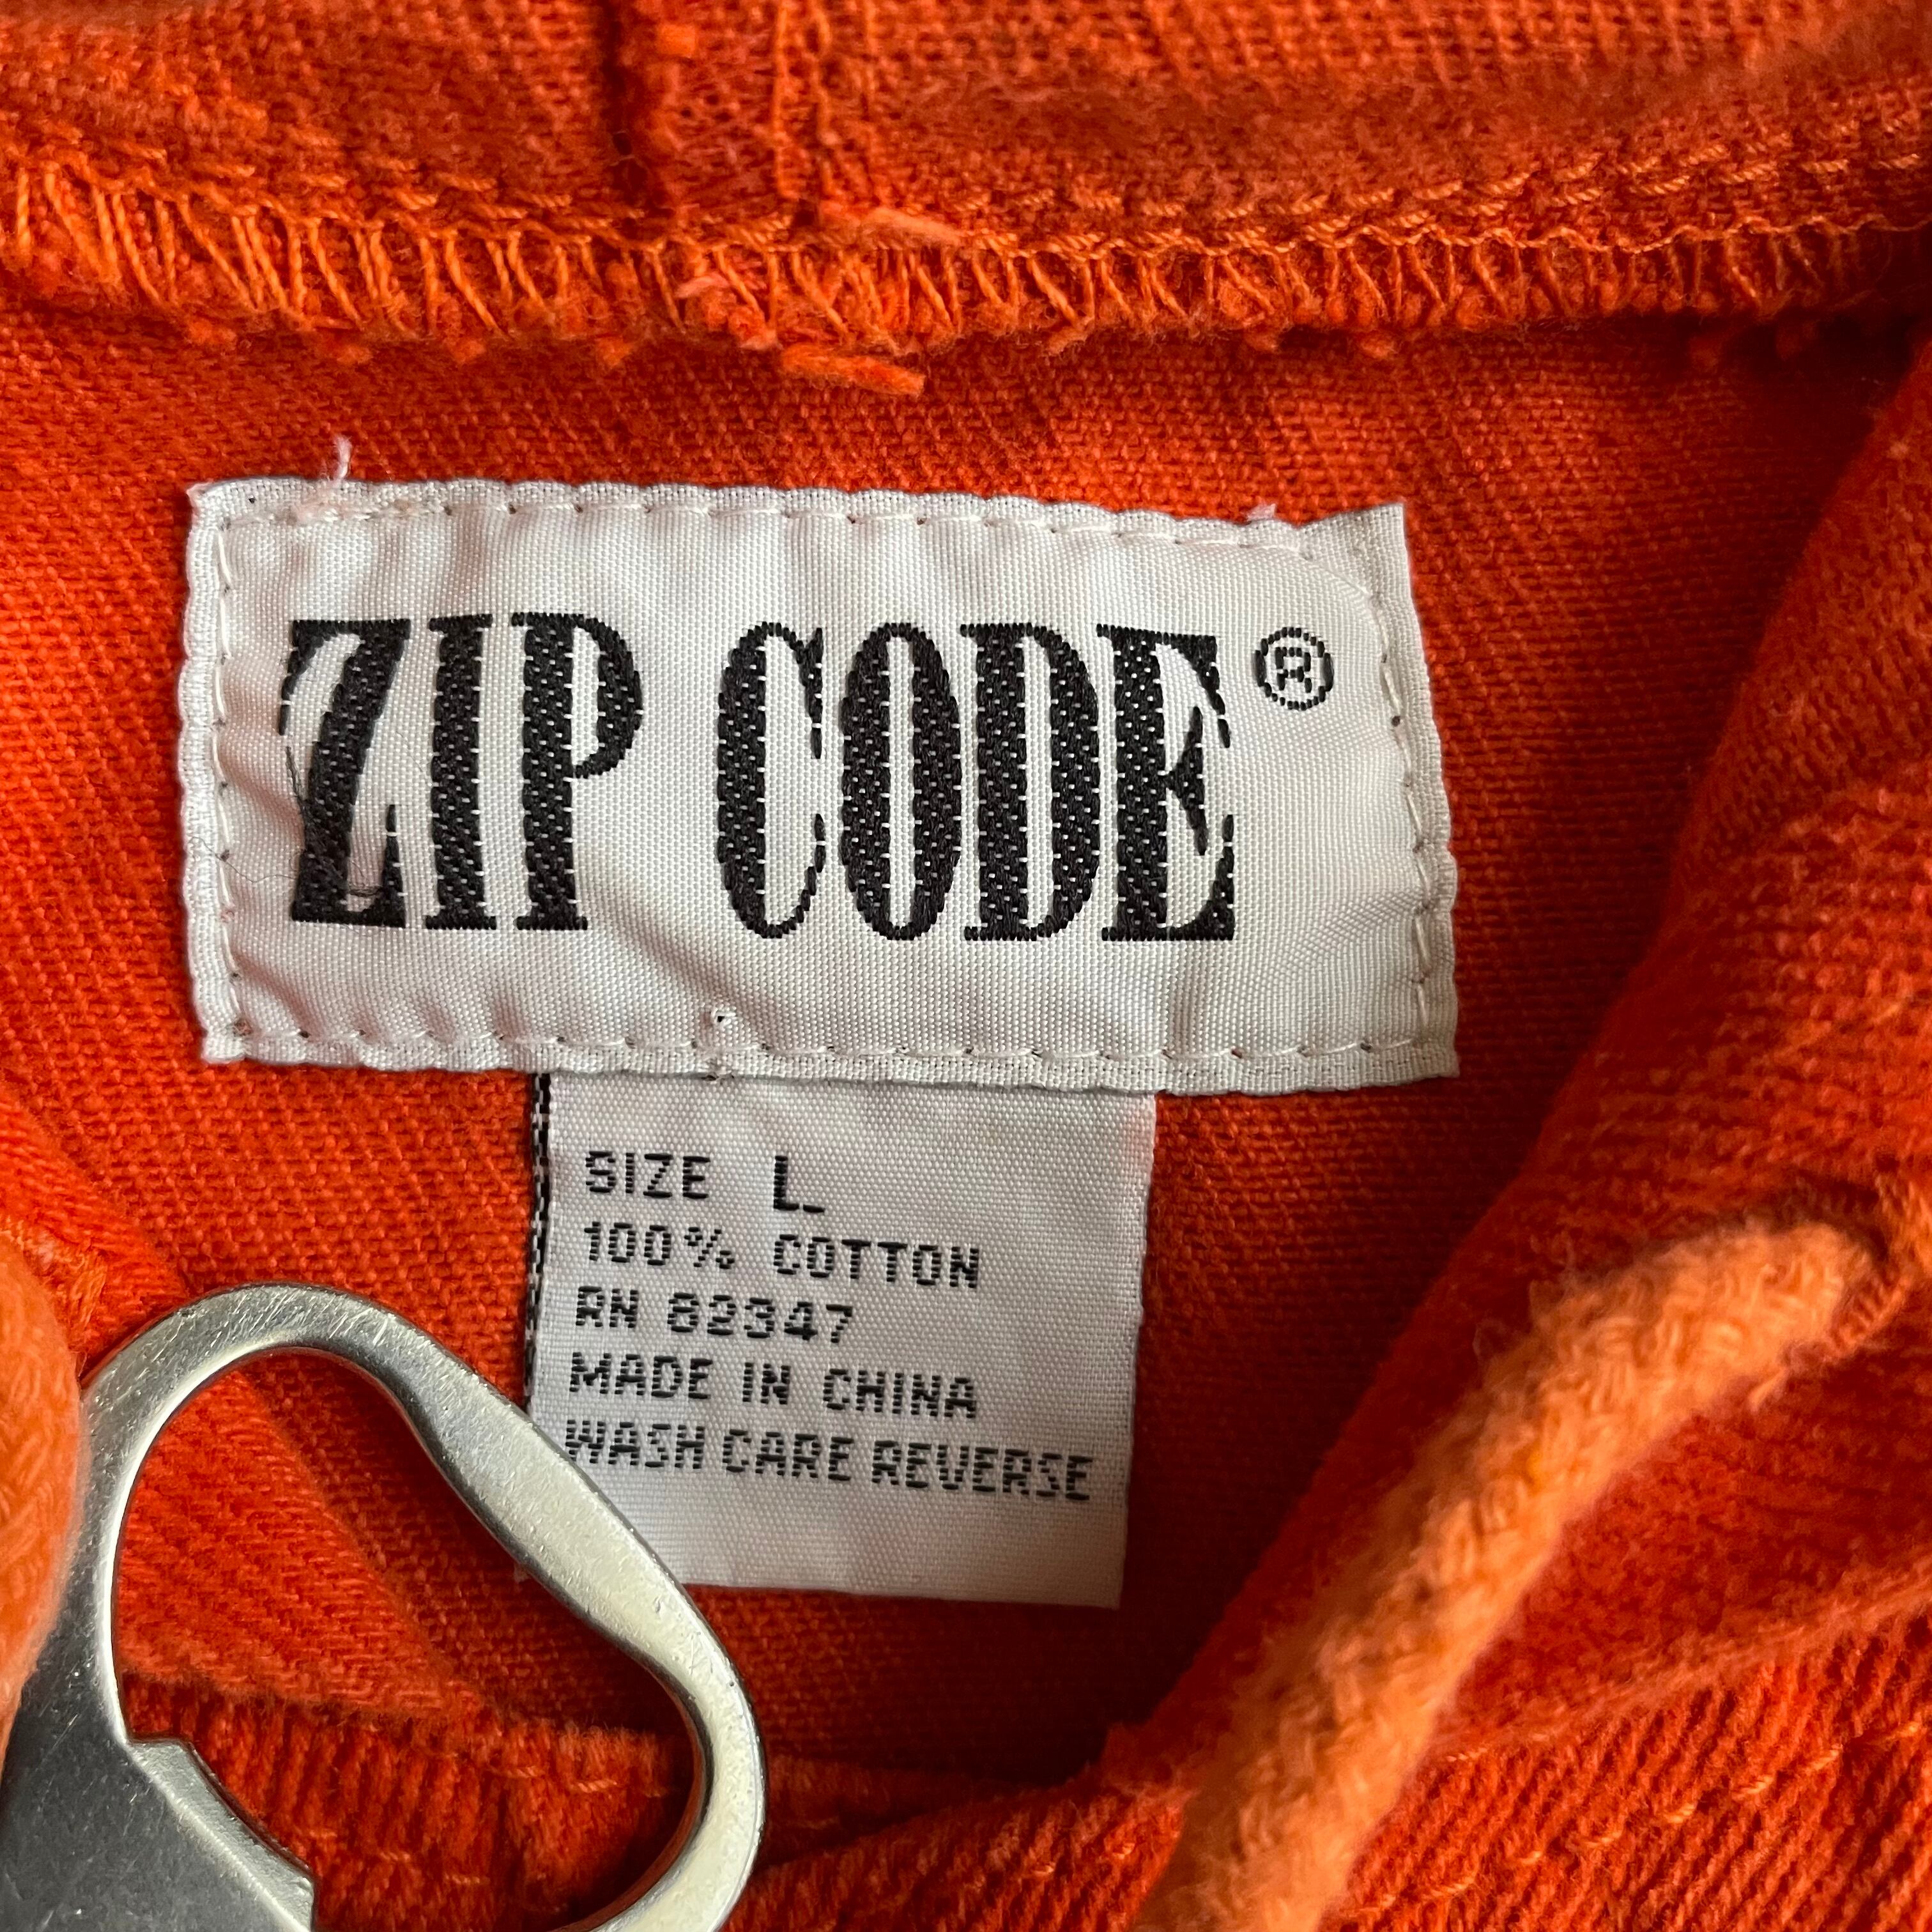 ZIP CODE ®
SIZE L
100% COTTON
RN 82347
MADE IN CHINA
WASH CARE REVERSE